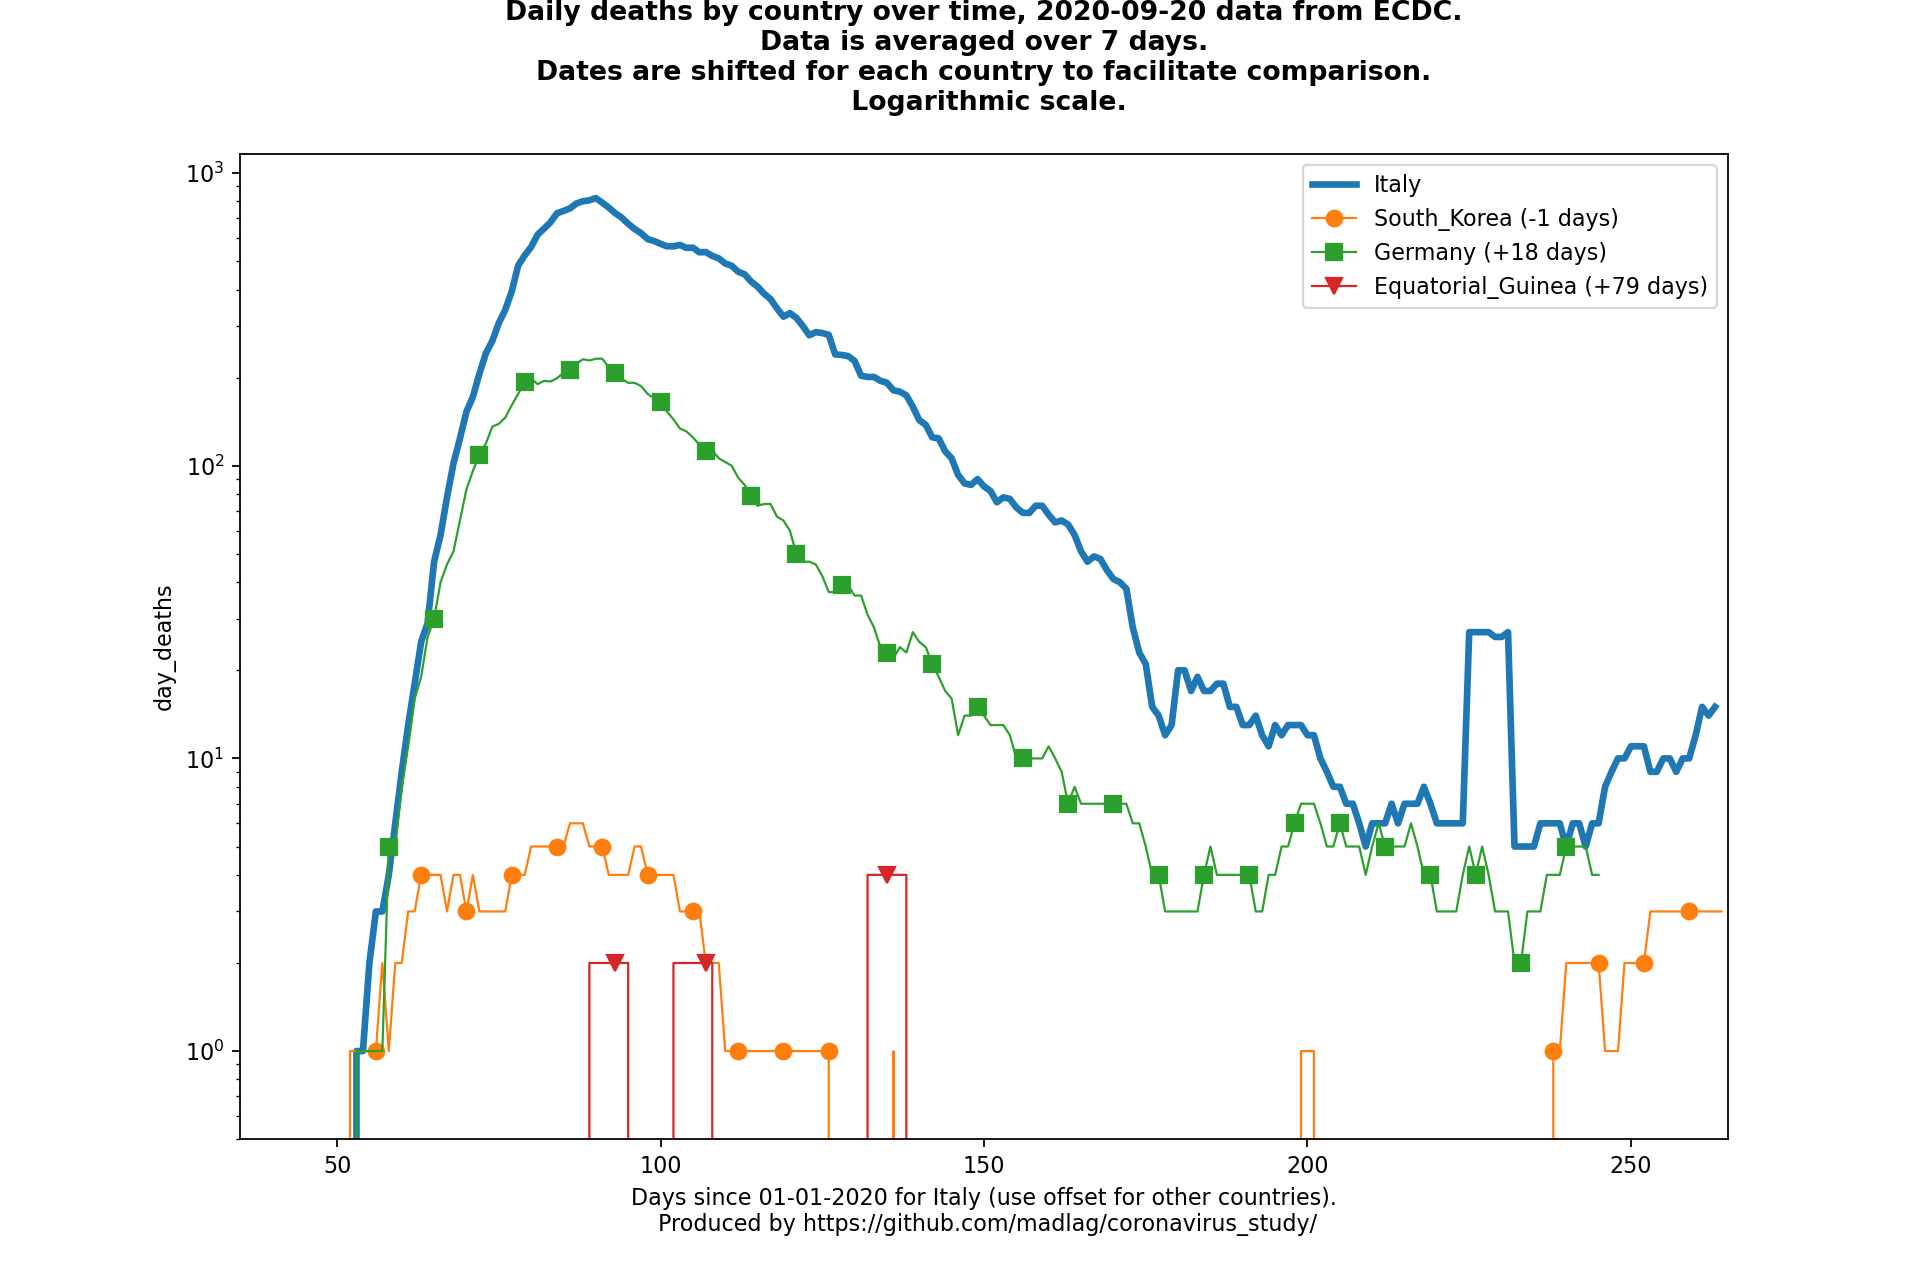 Daily deaths by country over time, 2020-09-20 data from ECDC.
Data is averaged over 7 days.
Dates are shifted for each country to facilitate comparison.
Logarithmic scale.
10³
10²
10¹
10⁰
day_deaths
Italy
South_Korea (-1 days)
Germany (+18 days)
Equatorial_Guinea (+79 days)
50 100 150 200 250
Days since 01-01-2020 for Italy (use offset for other countries).
Produced by https://github.com/madlag/coronavirus_study/